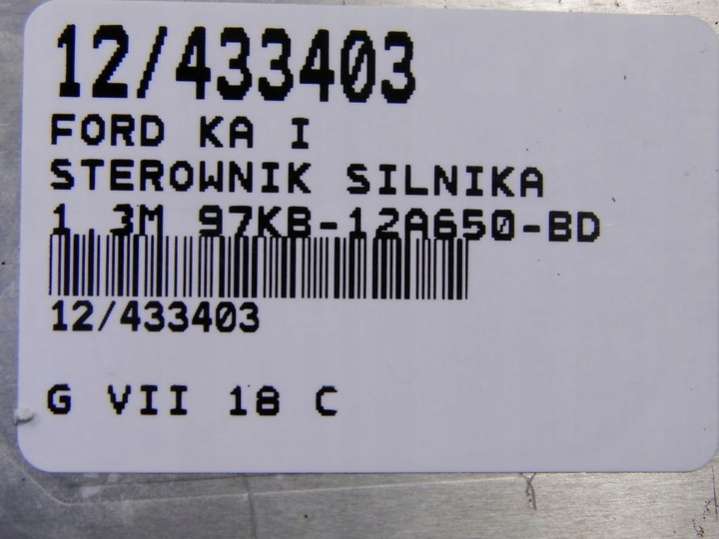 12/433403
FORD KA I
STEROWNIK SILNIKA
1.3M 97KB-12A650-BD
12/433403
G VII 18 C